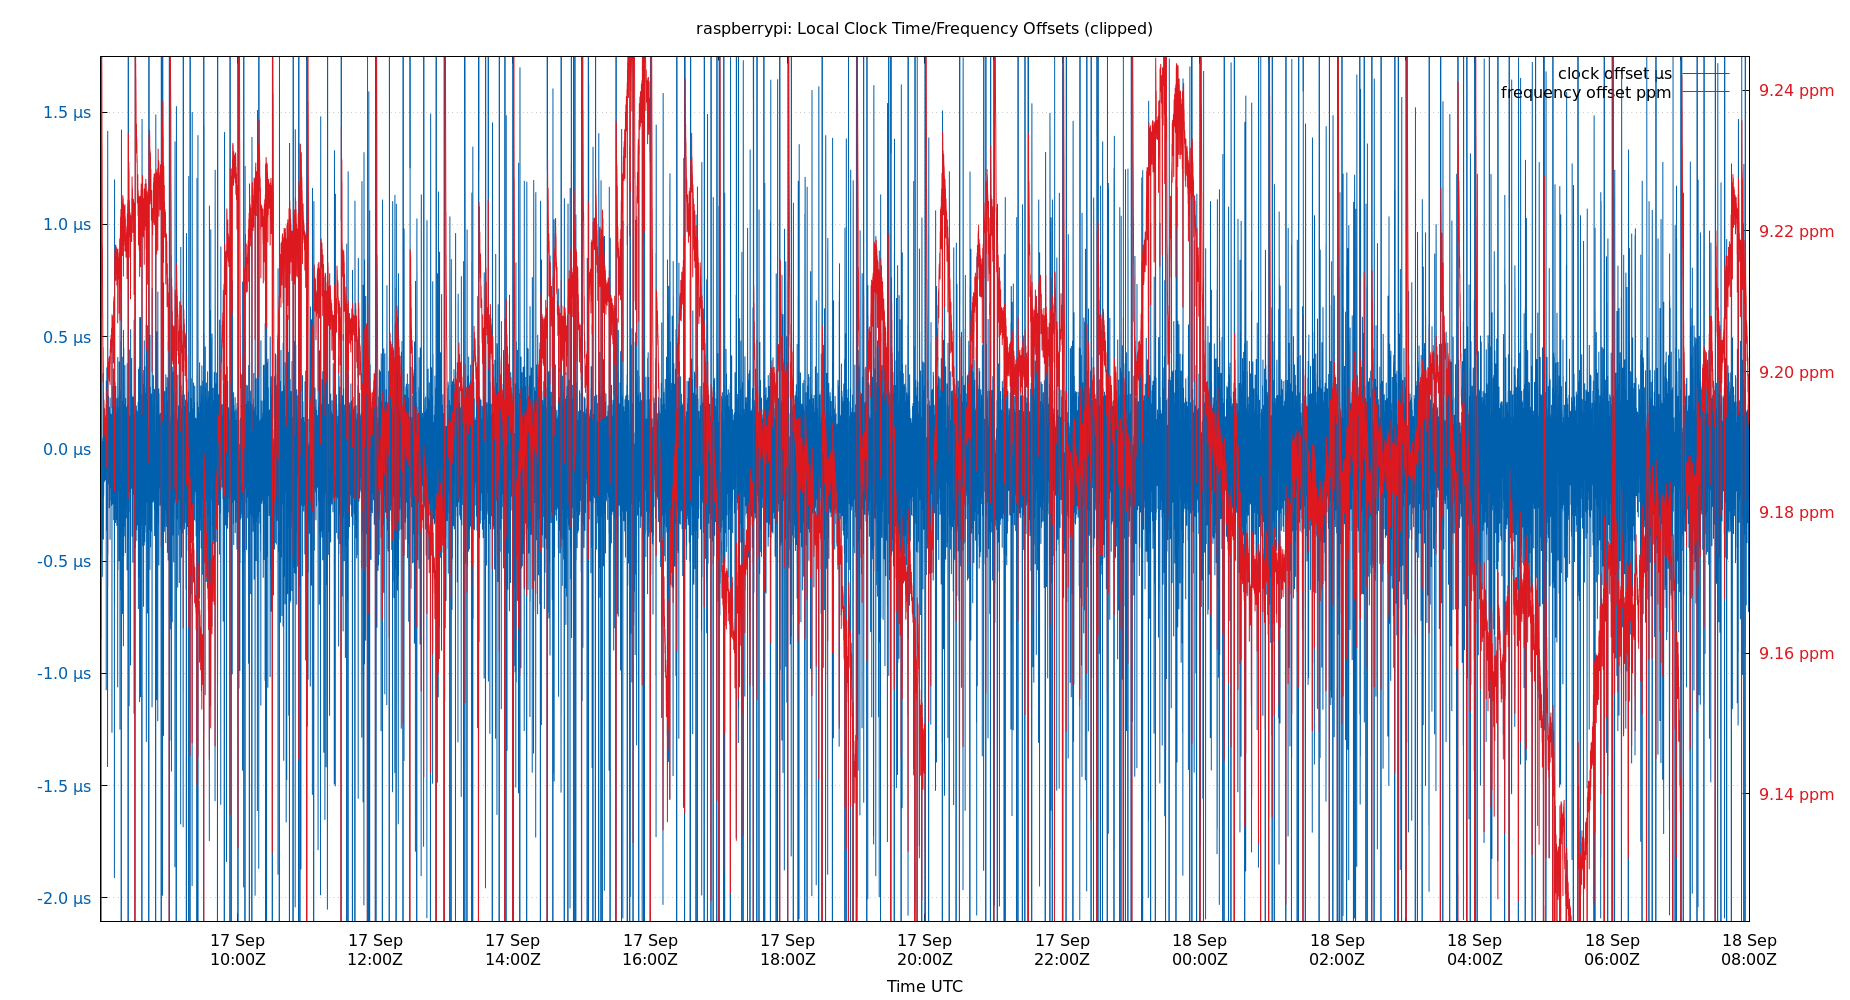 raspberrypi: Local Clock Time/Frequency Offsets (clipped)
clock offset µs
frequency offset ppm
1.5 µs
1.0 µs
0.5 µs
0.0 µs
-0.5 µs
-1.0 µs
-1.5 µs
-2.0 µs
9.24 ppm
9.22 ppm
9.20 ppm
9.18 ppm
9.16 ppm
9.14 ppm
17 Sep
10:00Z
17 Sep
12:00Z
17 Sep
14:00Z
17 Sep
16:00Z
17 Sep
18:00Z
17 Sep
20:00Z
17 Sep
22:00Z
18 Sep
00:00Z
18 Sep
02:00Z
18 Sep
04:00Z
18 Sep
06:00Z
18 Sep
08:00Z
Time UTC